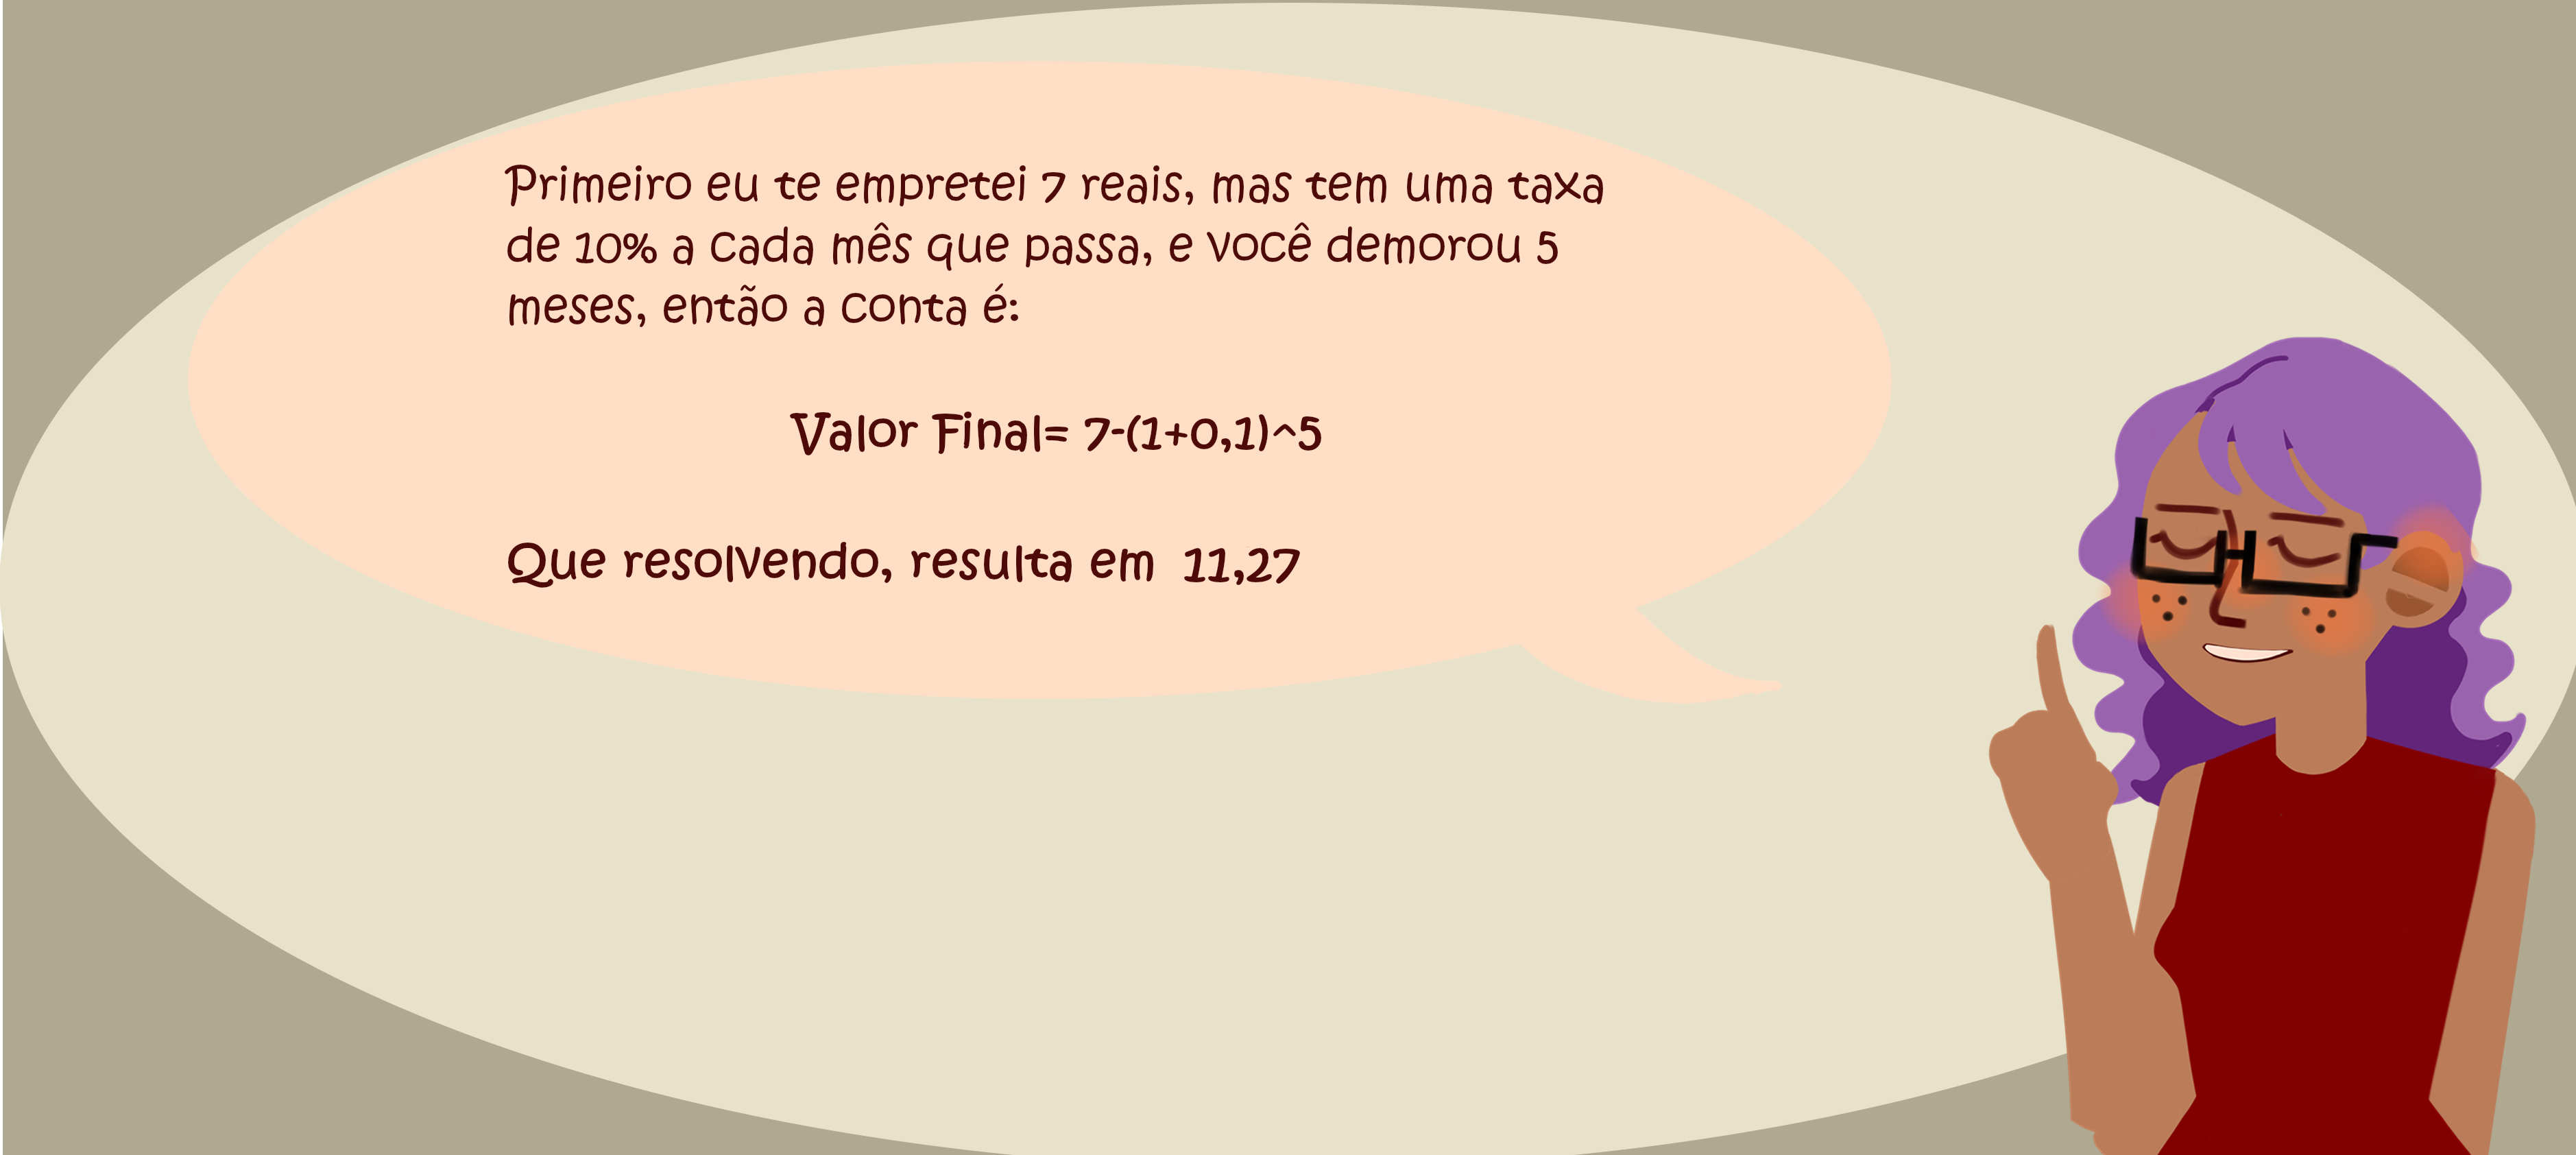 Primeiro eu te empretei 7 reais, mas tem uma taxa
de 10% a cada mês que passa, e você demorou 5
meses, então a conta é:
Valor Final= 7-(1+0,1)^5
Que resolvendo, resulta em 11,27